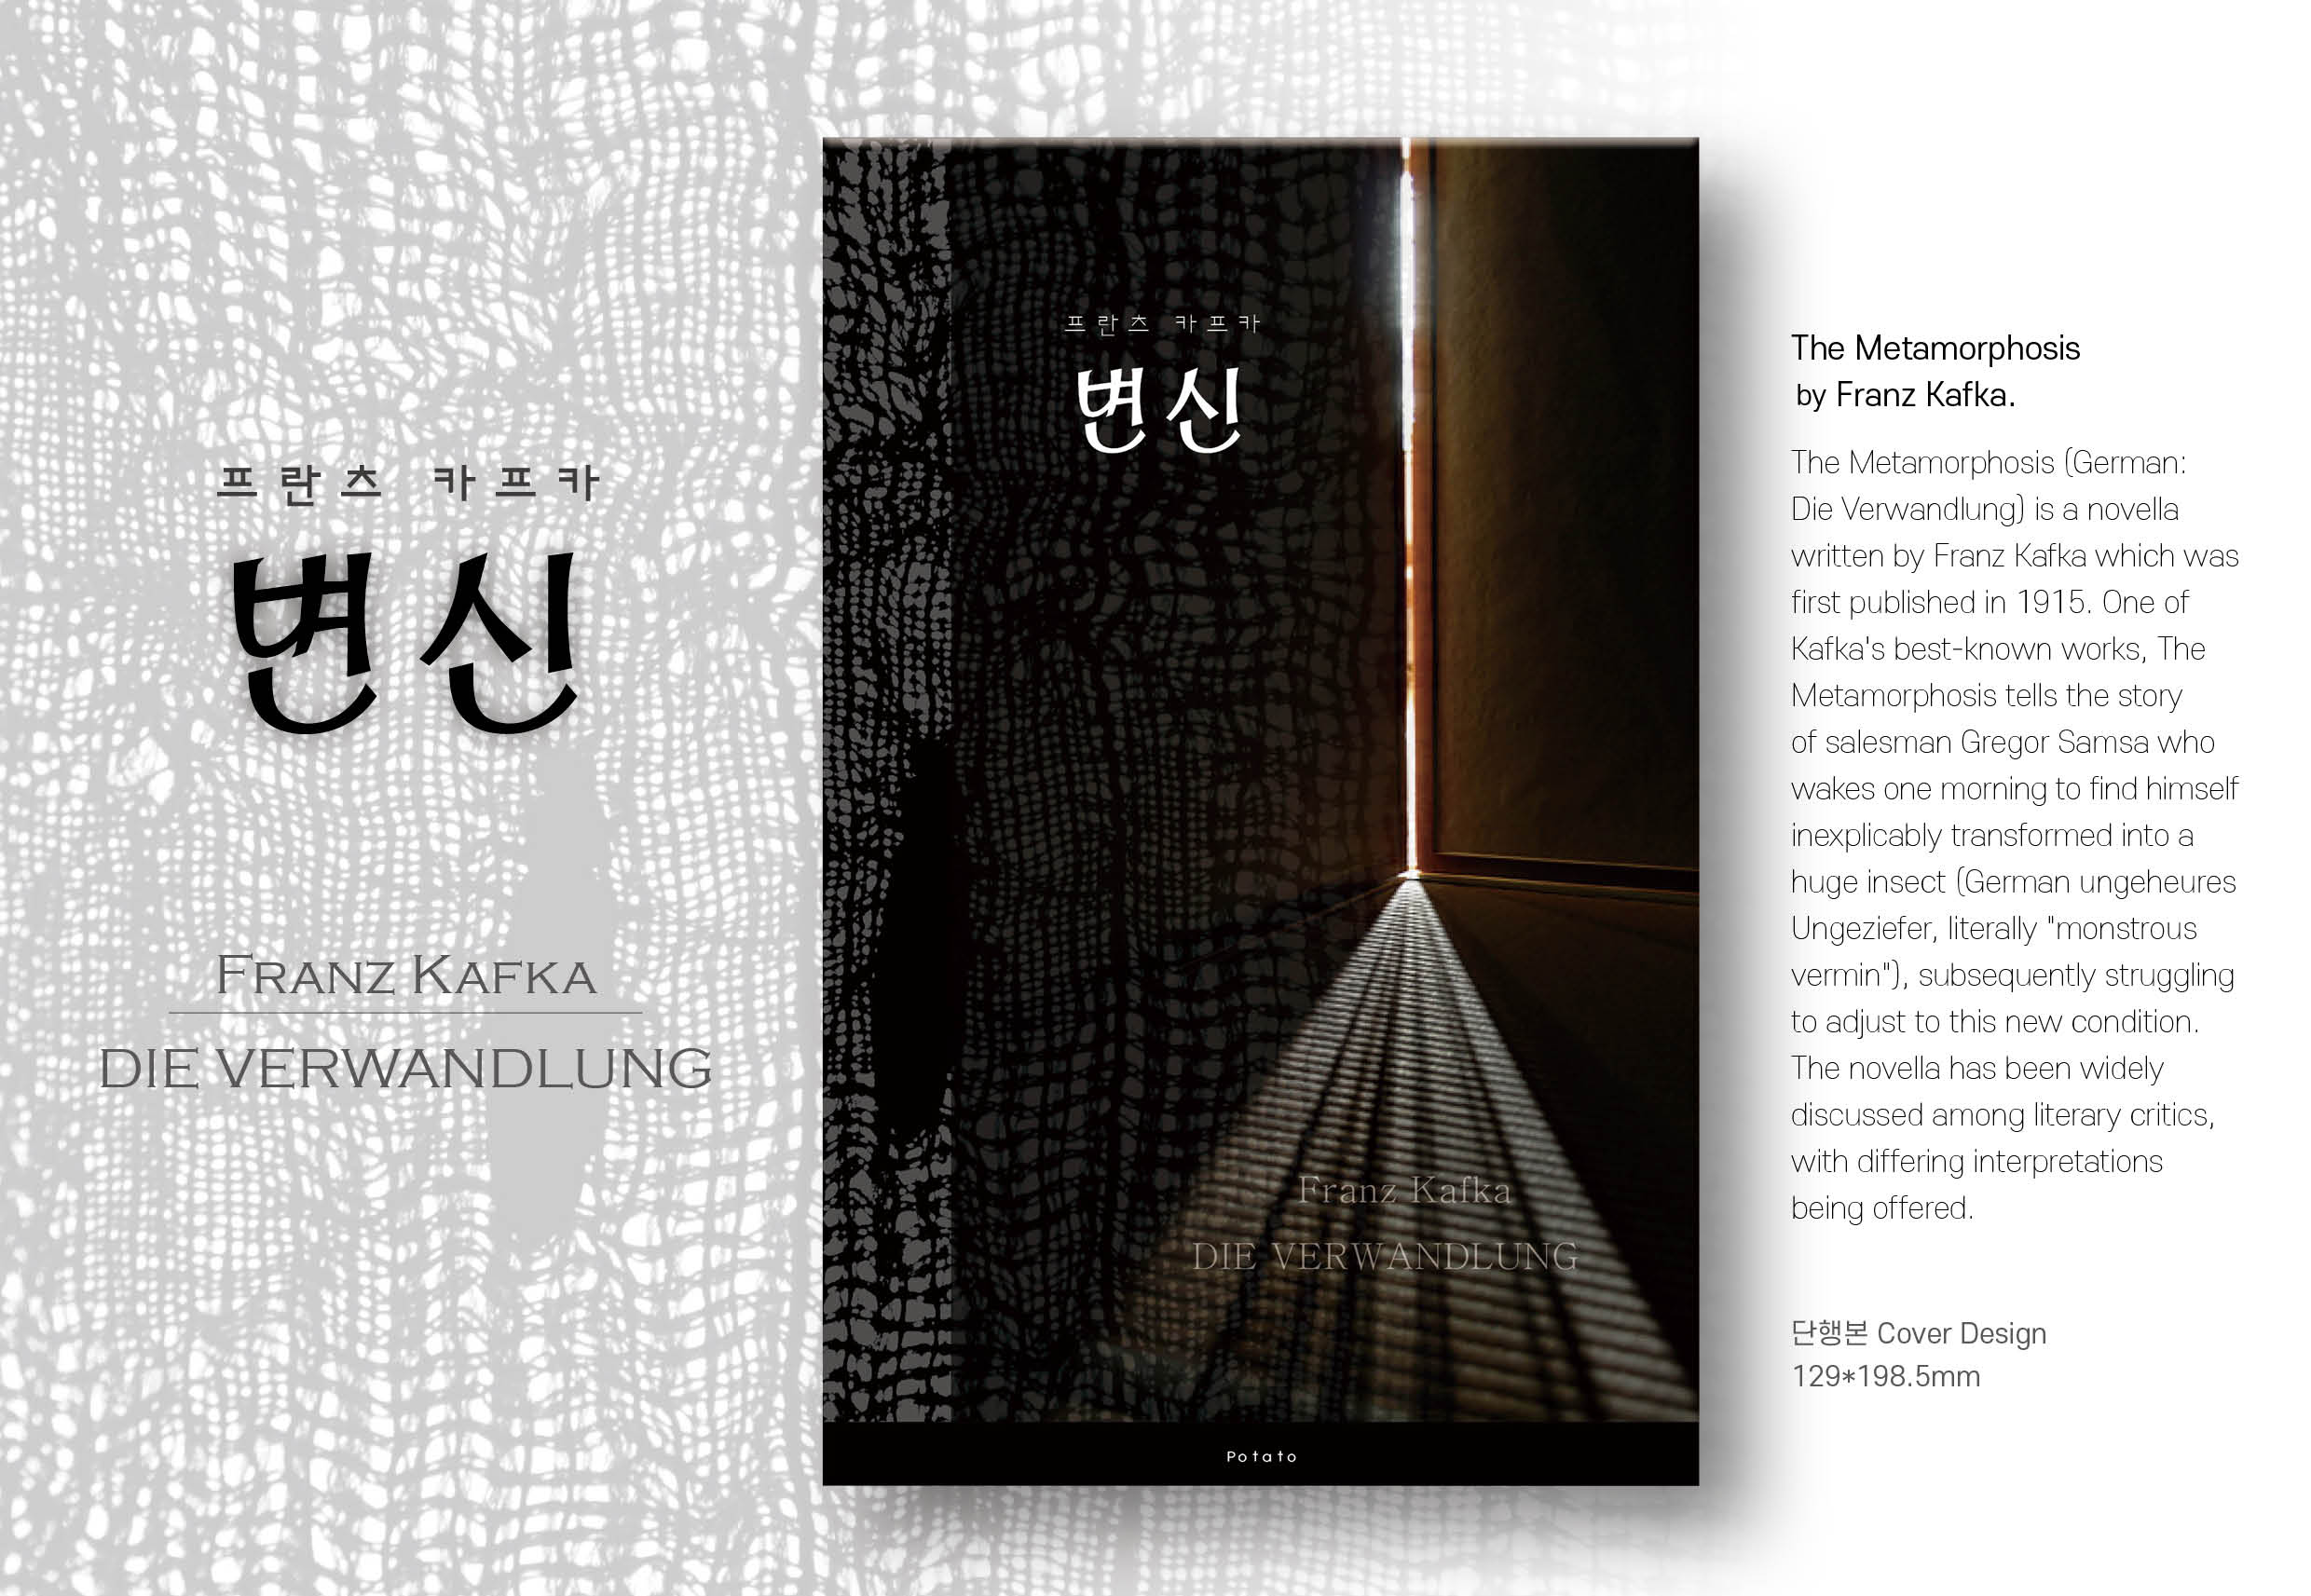 프란츠 카프카
변신
FRANZ KAFKA
DIE VERWANDLUNG
프란츠 카프카
변신
Franz Kafka
DIE VERWANDLUNG
Potato
The Metamorphosis
by Franz Kafka.
The Metamorphosis (German:
Die Verwandlung) is a novella
written by Franz Kafka which was
first published in 1915. One of
Kafka's best-known works, The
Metamorphosis tells the story
of salesman Gregor Samsa who
wakes one morning to find himself
inexplicably transformed into a
huge insect (German ungeheures
Ungeziefer, literally "monstrous
vermin"), subsequently struggling
to adjust to this new condition.
The novella has been widely
discussed among literary critics,
with differing interpretations
being offered.
단행본 Cover Design
129*198.5mm